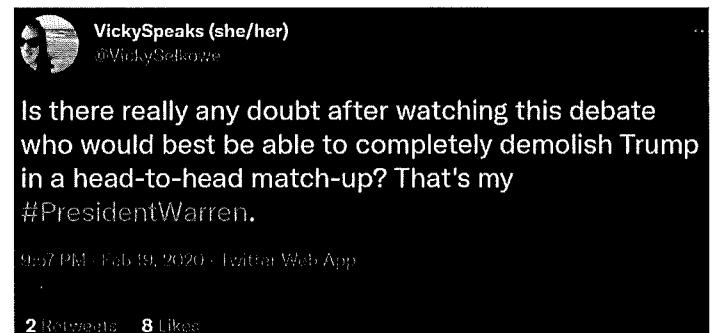 VickySpeaks (she/her)
@VickySelkowe
Is there really any doubt after watching this debate
who would best be able to completely demolish Trump
in a head-to-head match-up? That's my
#PresidentWarren.
9:57 PM · Feb 19, 2020 · Twitter Web App
2 Retweets 8 Likes